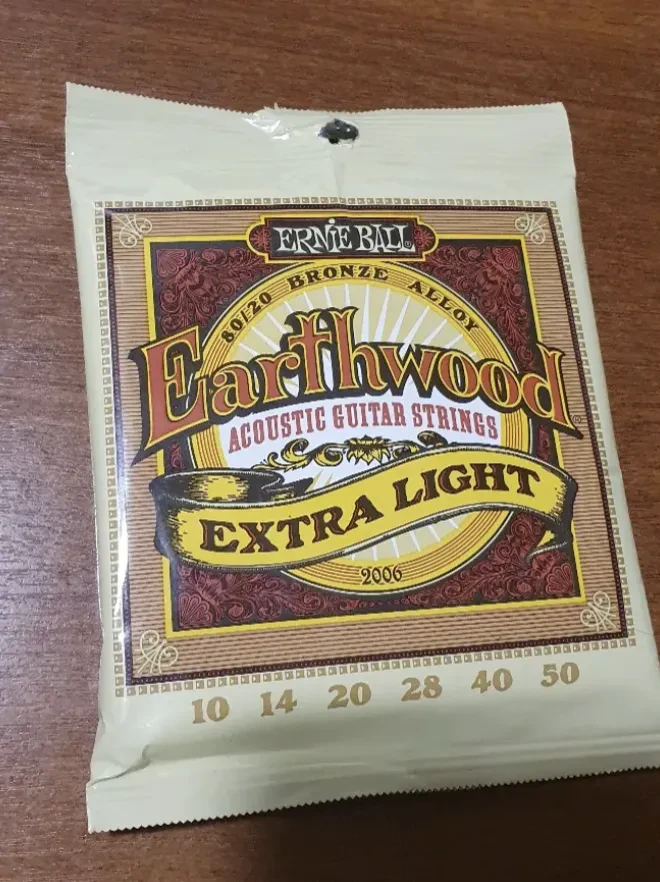 ERNIE BALL
80/20 BRONZE ALLOY
Earthwood
ACOUSTIC GUITAR STRINGS
EXTRA LIGHT
2006
10 14 20 28 40 50